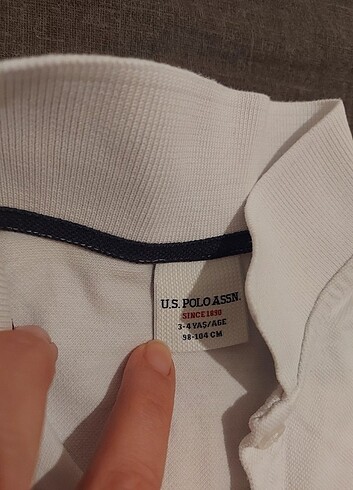 U.S. POLO ASSN.
SINCE 1890
3-4 YAŞ/AGE
98-104 CM